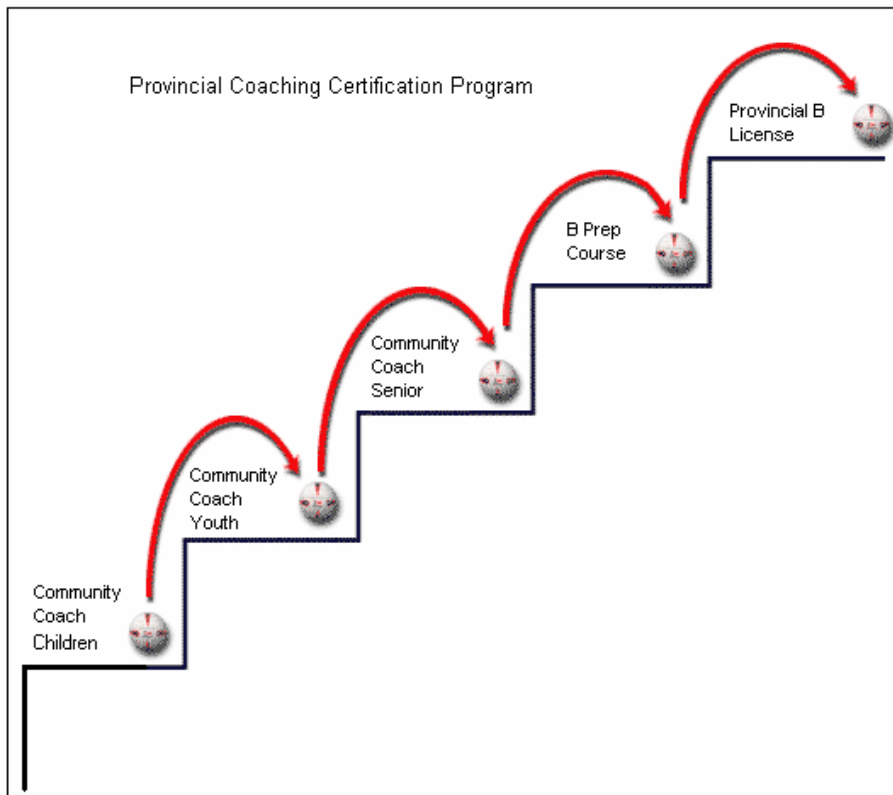 Provincial Coaching Certification Program
Provincial B
License
B Prep
Course
Community
Coach
Senior
Community
Coach
Youth
Community
Coach
Children